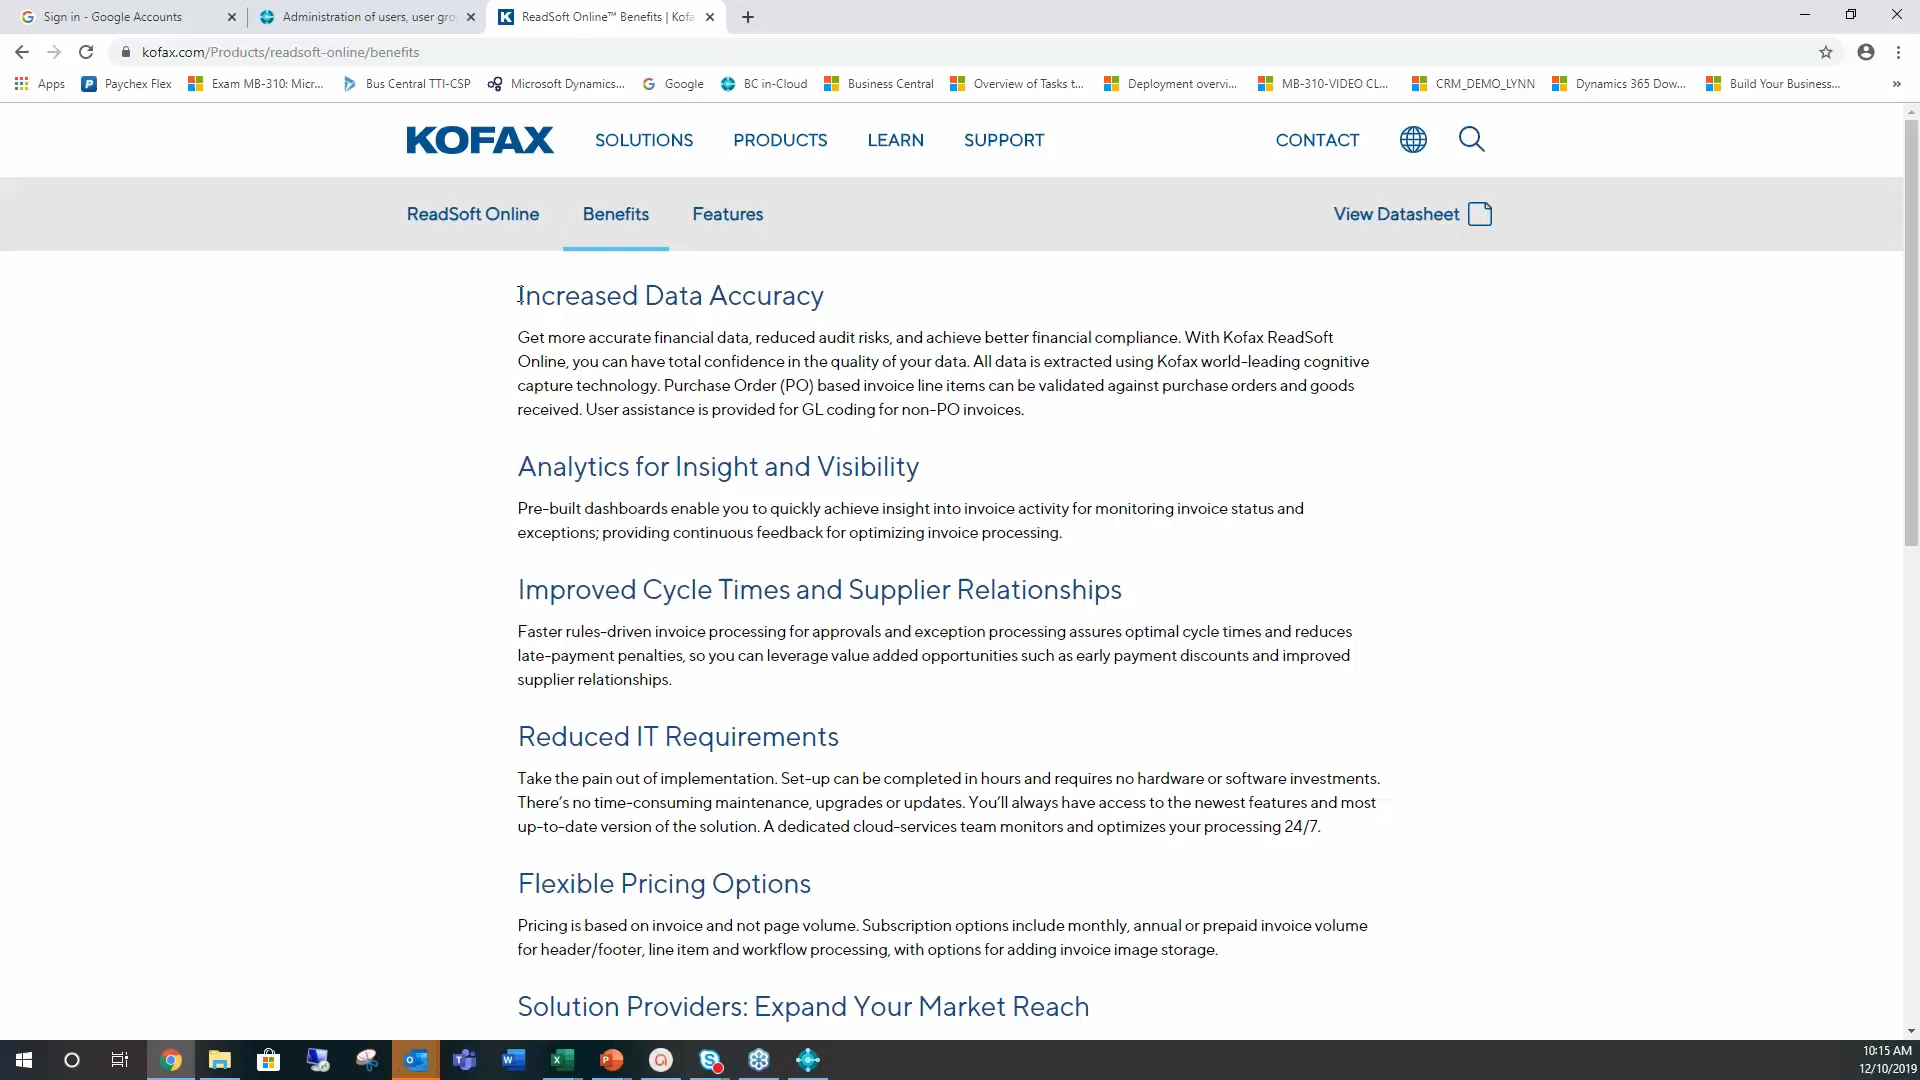 Sign in - Google Accounts
Administration of users, user gro
ReadSoft Online™ Benefits | Kofa
kofax.com/Products/readsoft-online/benefits
Apps
Paychex Flex
Exam MB-310: Micr...
Bus Central TTI-CSP
Microsoft Dynamics...
Google
BC in-Cloud
Business Central
Overview of Tasks t...
Deployment overvi...
MB-310-VIDEO CL...
CRM_DEMO_LYNN
Dynamics 365 Dow...
Build Your Business...
KOFAX
SOLUTIONS
PRODUCTS
LEARN
SUPPORT
CONTACT
ReadSoft Online
Benefits
Features
View Datasheet
Increased Data Accuracy
Get more accurate financial data, reduced audit risks, and achieve better financial compliance. With Kofax ReadSoft
Online, you can have total confidence in the quality of your data. All data is extracted using Kofax world-leading cognitive
capture technology. Purchase Order (PO) based invoice line items can be validated against purchase orders and goods
received. User assistance is provided for GL coding for non-PO invoices.
Analytics for Insight and Visibility
Pre-built dashboards enable you to quickly achieve insight into invoice activity for monitoring invoice status and
exceptions; providing continuous feedback for optimizing invoice processing.
Improved Cycle Times and Supplier Relationships
Faster rules-driven invoice processing for approvals and exception processing assures optimal cycle times and reduces
late-payment penalties, so you can leverage value added opportunities such as early payment discounts and improved
supplier relationships.
Reduced IT Requirements
Take the pain out of implementation. Set-up can be completed in hours and requires no hardware or software investments.
There's no time-consuming maintenance, upgrades or updates. You'll always have access to the newest features and most
up-to-date version of the solution. A dedicated cloud-services team monitors and optimizes your processing 24/7.
Flexible Pricing Options
Pricing is based on invoice and not page volume. Subscription options include monthly, annual or prepaid invoice volume
for header/footer, line item and workflow processing, with options for adding invoice image storage.
Solution Providers: Expand Your Market Reach
10:15 AM
12/10/2019